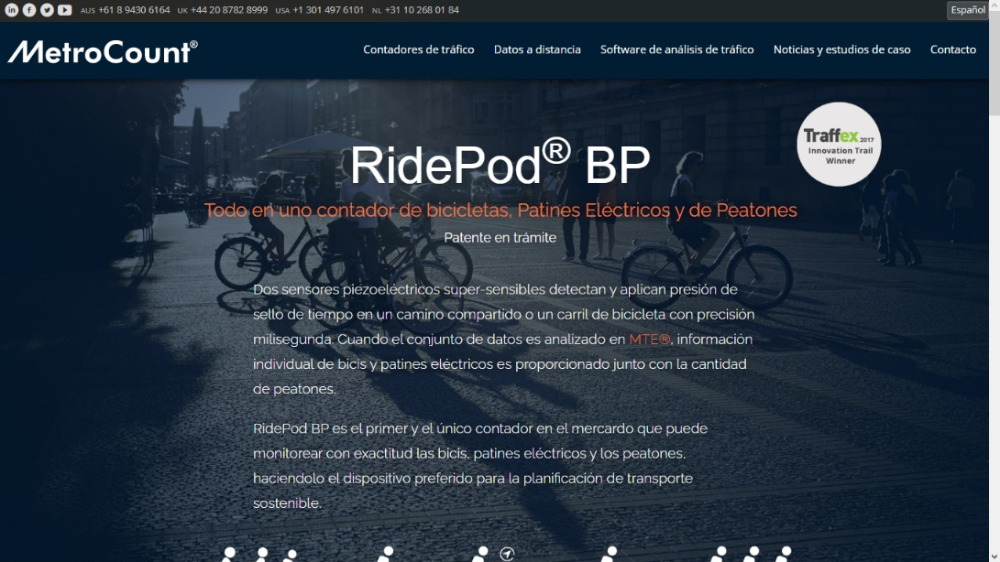 AUS +61 8 9430 6164 UK +44 20 8782 8999 USA +1 301 497 6101 NL +31 10 268 01 84 Español
MetroCount®
Contadores de tráfico Datos a distancia Software de análisis de tráfico Noticias y estudios de caso Contacto
Traffex 2017
Innovation Trail
Winner
RidePod® BP
Todo en uno contador de bicicletas, Patines Eléctricos y de Peatones
Patente en trámite
Dos sensores piezoeléctricos super-sensibles detectan y aplican presión de
sello de tiempo en un camino compartido o un carril de bicicleta con precisión
milisegunda. Cuando el conjunto de datos es analizado en MTE®, información
individual de bicis y patines eléctricos es proporcionado junto con la cantidad
de peatones.
RidePod BP es el primer y el único contador en el mercardo que puede
monitorear con exactitud las bicis, patines eléctricos y los peatones,
haciendolo el dispositivo preferido para la planificación de transporte
sostenible.